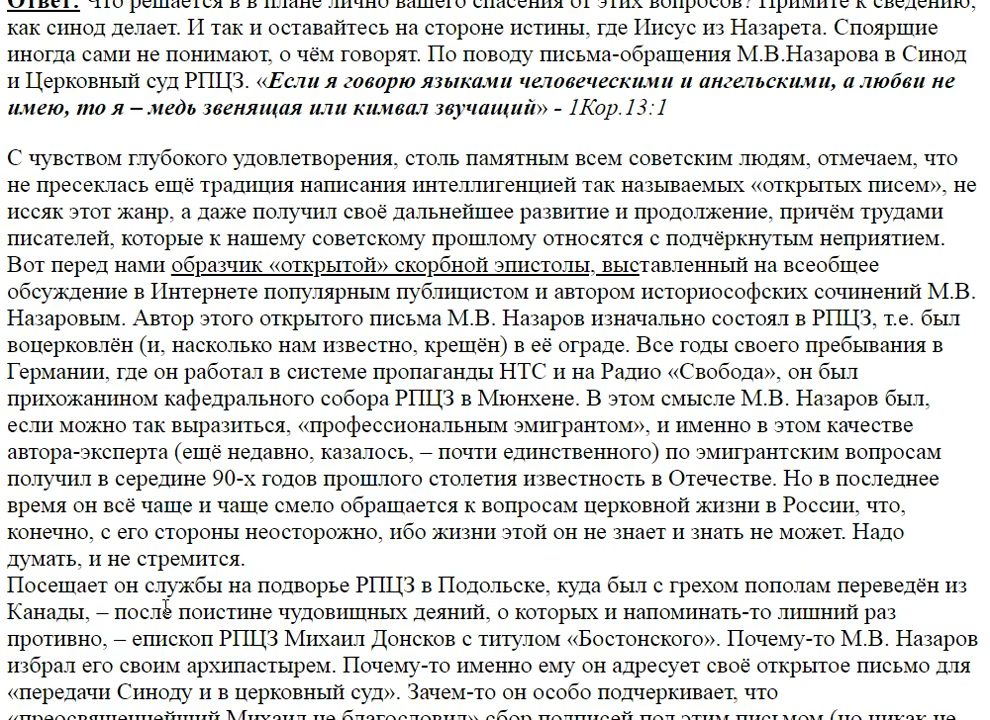 Ответ: Что решается в в плане лично вашего спасения от этих вопросов? Примите к сведению,
как синод делает. И так и оставайтесь на стороне истины, где Иисус из Назарета. Споярщие
иногда сами не понимают, о чём говорят. По поводу письма-обращения М.В.Назарова в Синод
и Церковный суд РПЦЗ. «Если я говорю языками человеческими и ангельскими, а любви не
имею, то я – медь звенящая или кимвал звучащий» - 1Кор.13:1
С чувством глубокого удовлетворения, столь памятным всем советским людям, отмечаем, что
не пресеклась ещё традиция написания интеллигенцией так называемых «открытых писем», не
иссяк этот жанр, а даже получил своё дальнейшее развитие и продолжение, причём трудами
писателей, которые к нашему советскому прошлому относятся с подчёркнутым неприятием.
Вот перед нами образчик «открытой» скорбной эпистолы, выставленный на всеобщее
обсуждение в Интернете популярным публицистом и автором историософских сочинений М.В.
Назаровым. Автор этого открытого письма М.В. Назаров изначально состоял в РПЦЗ, т.е. был
воцерковлён (и, насколько нам известно, крещён) в её ограде. Все годы своего пребывания в
Германии, где он работал в системе пропаганды НТС и на Радио «Свобода», он был
прихожанином кафедрального собора РПЦЗ в Мюнхене. В этом смысле М.В. Назаров был,
если можно так выразиться, «профессиональным эмигрантом», и именно в этом качестве
автора-эксперта (ещё недавно, казалось, – почти единственного) по эмигрантским вопросам
получил в середине 90-х годов прошлого столетия известность в Отечестве. Но в последнее
время он всё чаще и чаще смело обращается к вопросам церковной жизни в России, что,
конечно, с его стороны неосторожно, ибо жизни этой он не знает и знать не может. Надо
думать, и не стремится.
Посещает он службы на подворье РПЦЗ в Подольске, куда был с грехом пополам переведён из
Канады, – после поистине чудовищных деяний, о которых и напоминать-то лишний раз
противно, – епископ РПЦЗ Михаил Донсков с титулом «Бостонского». Почему-то М.В. Назаров
избрал его своим архипастырем. Почему-то именно ему он адресует своё открытое письмо для
«передачи Синоду и в церковный суд». Зачем-то он особо подчеркивает, что
«преосвященнейший Михаил не благословил» сбор подписей под этим письмом (но никак не